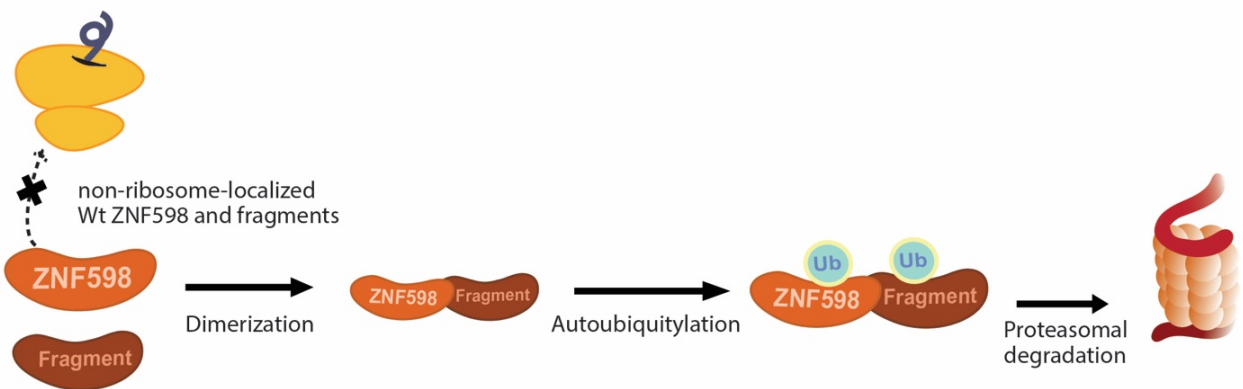 non-ribosome-localized
Wt ZNF598 and fragments
ZNF598
Fragment
Dimerization
ZNF598 Fragment
Autoubiquitylation
Ub Ub
ZNF598 Fragment
Proteasomal
degradation